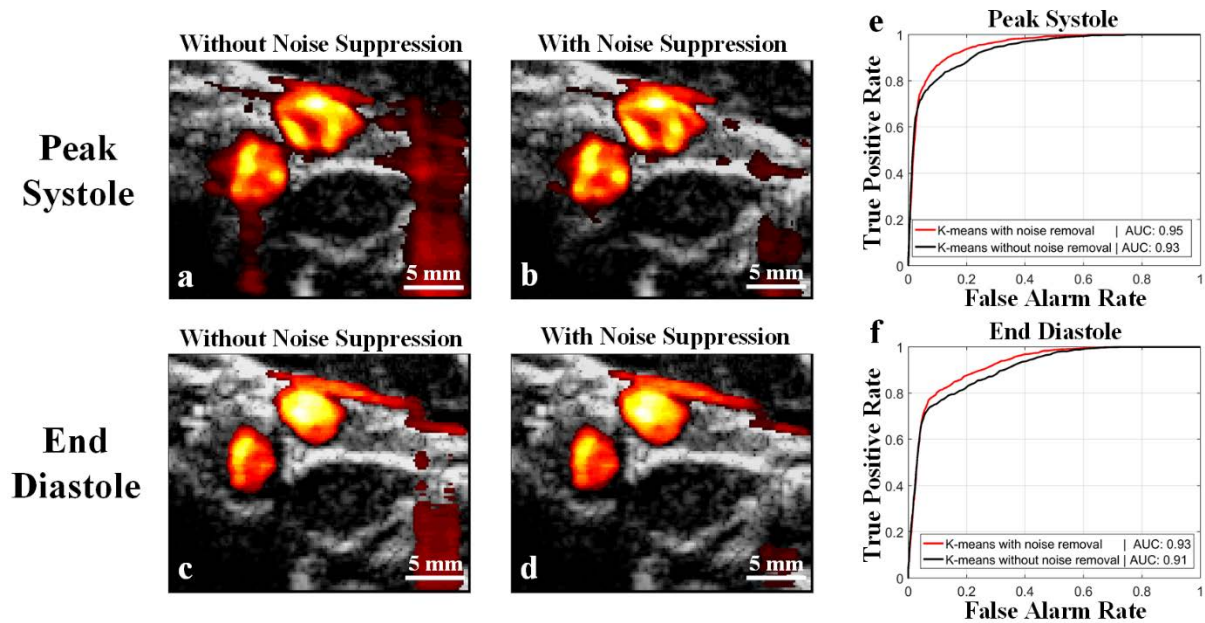 Without Noise Suppression
With Noise Suppression
Peak
Systole
a
5 mm
b
5 mm
Without Noise Suppression
With Noise Suppression
End
Diastole
c
5 mm
d
5 mm
e
Peak Systole
True Positive Rate
1
0.8
0.6
0.4
0.2
0
K-means with noise removal | AUC: 0.95
K-means without noise removal | AUC: 0.93
0 0.2 0.4 0.6 0.8 1
False Alarm Rate
f
End Diastole
True Positive Rate
1
0.8
0.6
0.4
0.2
0
K-means with noise removal | AUC: 0.93
K-means without noise removal | AUC: 0.91
0 0.2 0.4 0.6 0.8 1
False Alarm Rate